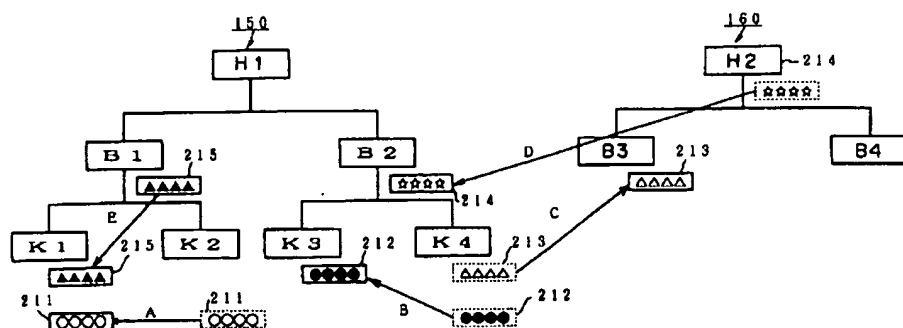 150
160
H1
H2
214
☆☆☆☆
B1
B2
D
B3
B4
215
213
▲▲▲▲
☆☆☆☆
△△△△
214
E
C
K1
K2
K3
K4
215
212
213
▲▲▲▲
●●●●
△△△△
211
211
212
○○○○
A
○○○○
B
●●●●